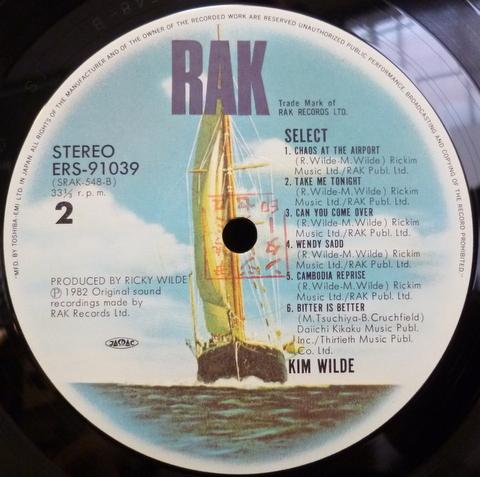 ·MFD. BY TOSHIBA-EMI LTD. IN JAPAN. ALL RIGHTS OF THE MANUFACTURER AND OF THE OWNER OF THE RECORDED WORK ARE RESERVED·UNAUTHORIZED PUBLIC PERFORMANCE, BROADCASTING AND COPYING OF THE RECORD PROHIBITED.·
RAK
Trade Mark of
RAK RECORDS LTD.
STEREO
ERS-91039
(SRAK-548-B)
33⅓ r.p.m.
2
SELECT
1. CHAOS AT THE AIRPORT
(R.Wilde-M.Wilde) Rickim
Music Ltd./RAK Publ. Ltd.
2. TAKE ME TONIGHT
(R.Wilde-M.Wilde) Rickim
Music Ltd./RAK Publ. Ltd.
3. CAN YOU COME OVER
(R.Wilde-M.Wilde) Rickim
Music Ltd./RAK Publ. Ltd.
4. WENDY SADD
(R.Wilde-M.Wilde) Rickim
Music Ltd./RAK Publ. Ltd.
5. CAMBODIA REPRISE
(R.Wilde-M.Wilde) Rickim
Music Ltd./RAK Publ. Ltd.
6. BITTER IS BETTER
(M.Tsuchiya-B.Cruchfield)
Daiichi Kikaku Music Publ.
Inc./Thirtieth Music Publ.
Co. Ltd.
PRODUCED BY RICKY WILDE
Ⓟ 1982 Original sound
recordings made by
RAK Records Ltd.
JASRAC
KIM WILDE